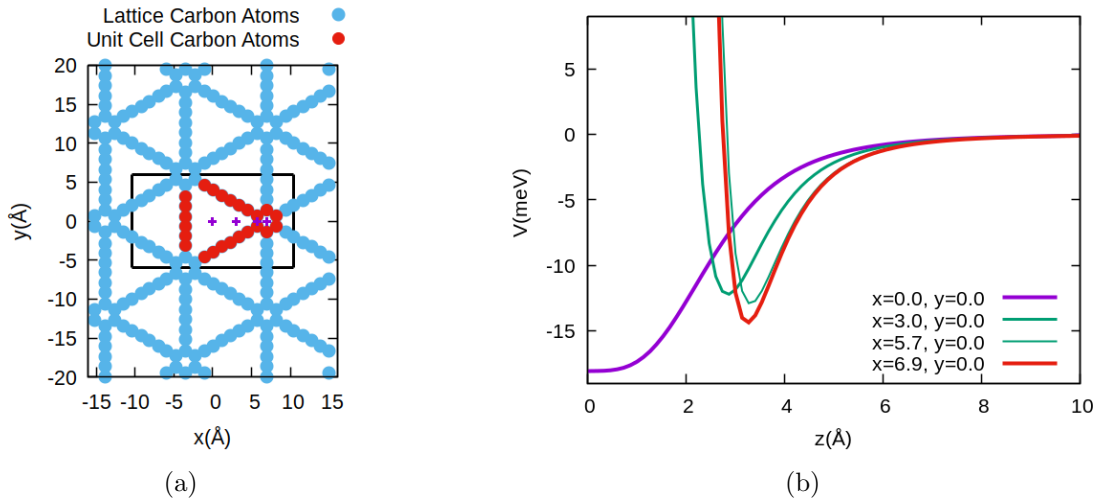 Lattice Carbon Atoms
Unit Cell Carbon Atoms
20
15
10
5
0
-5
-10
-15
-20
-15 -10 -5 0 5 10 15
y(Å)
x(Å)
(a)
5
0
-5
-10
-15
0 2 4 6 8 10
V(meV)
z(Å)
x=0.0, y=0.0
x=3.0, y=0.0
x=5.7, y=0.0
x=6.9, y=0.0
(b)